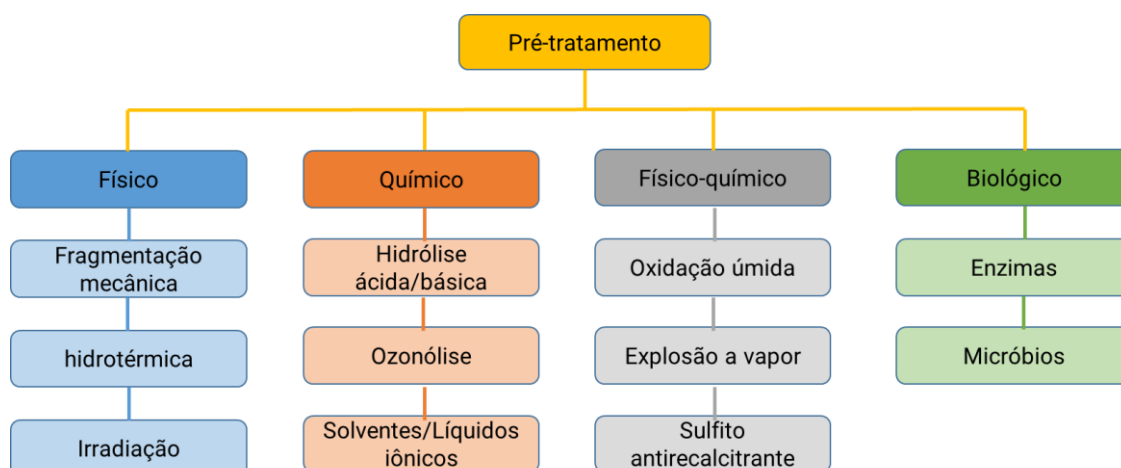 Pré-tratamento
Físico
Químico
Físico-químico
Biológico
Fragmentação
mecânica
Hidrólise
ácida/básica
Oxidação úmida
Enzimas
hidrotérmica
Ozonólise
Explosão a vapor
Micróbios
Irradiação
Solventes/Líquidos
iônicos
Sulfito
antirecalcitrante